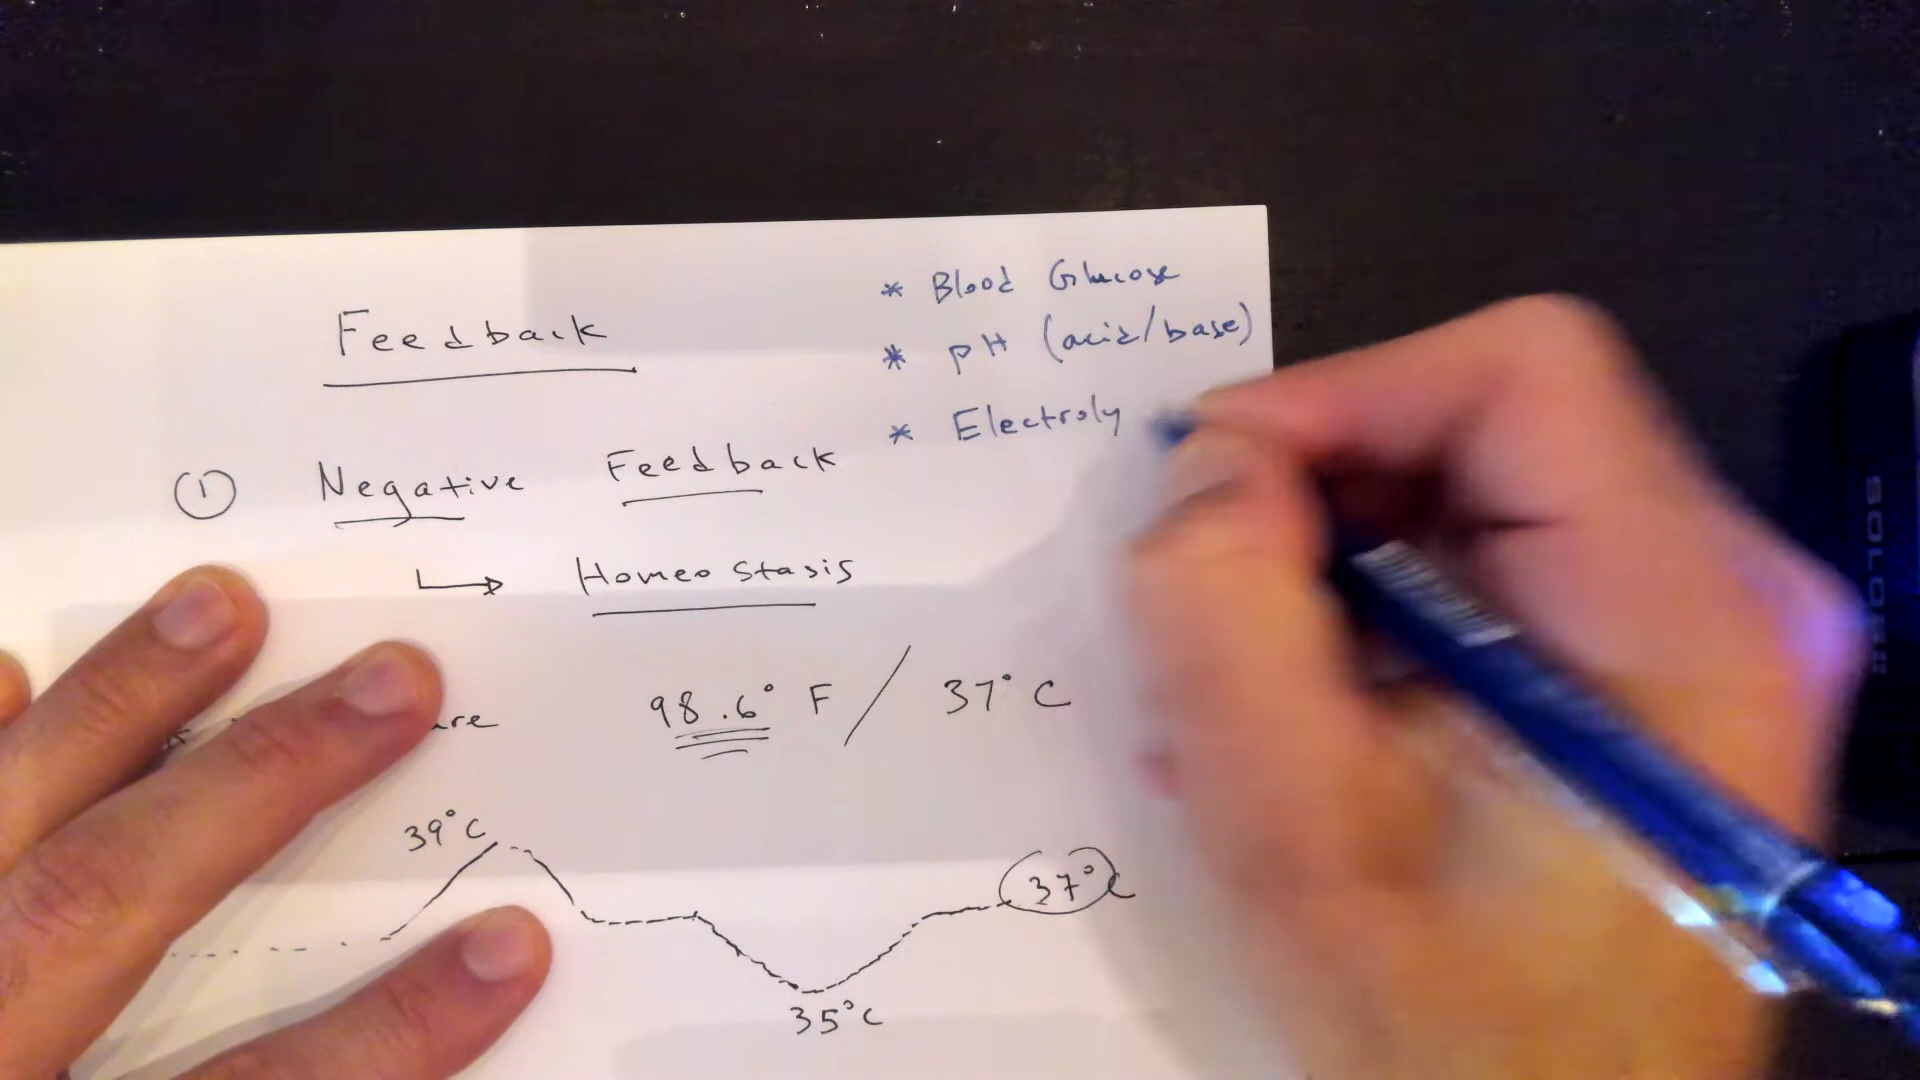 Feedback
* Blood Glucose
* pH (acid/base)
* Electroly
① Negative Feedback
↳ Homeostasis
98.6° F / 37° C
39°C
37°C
35°C